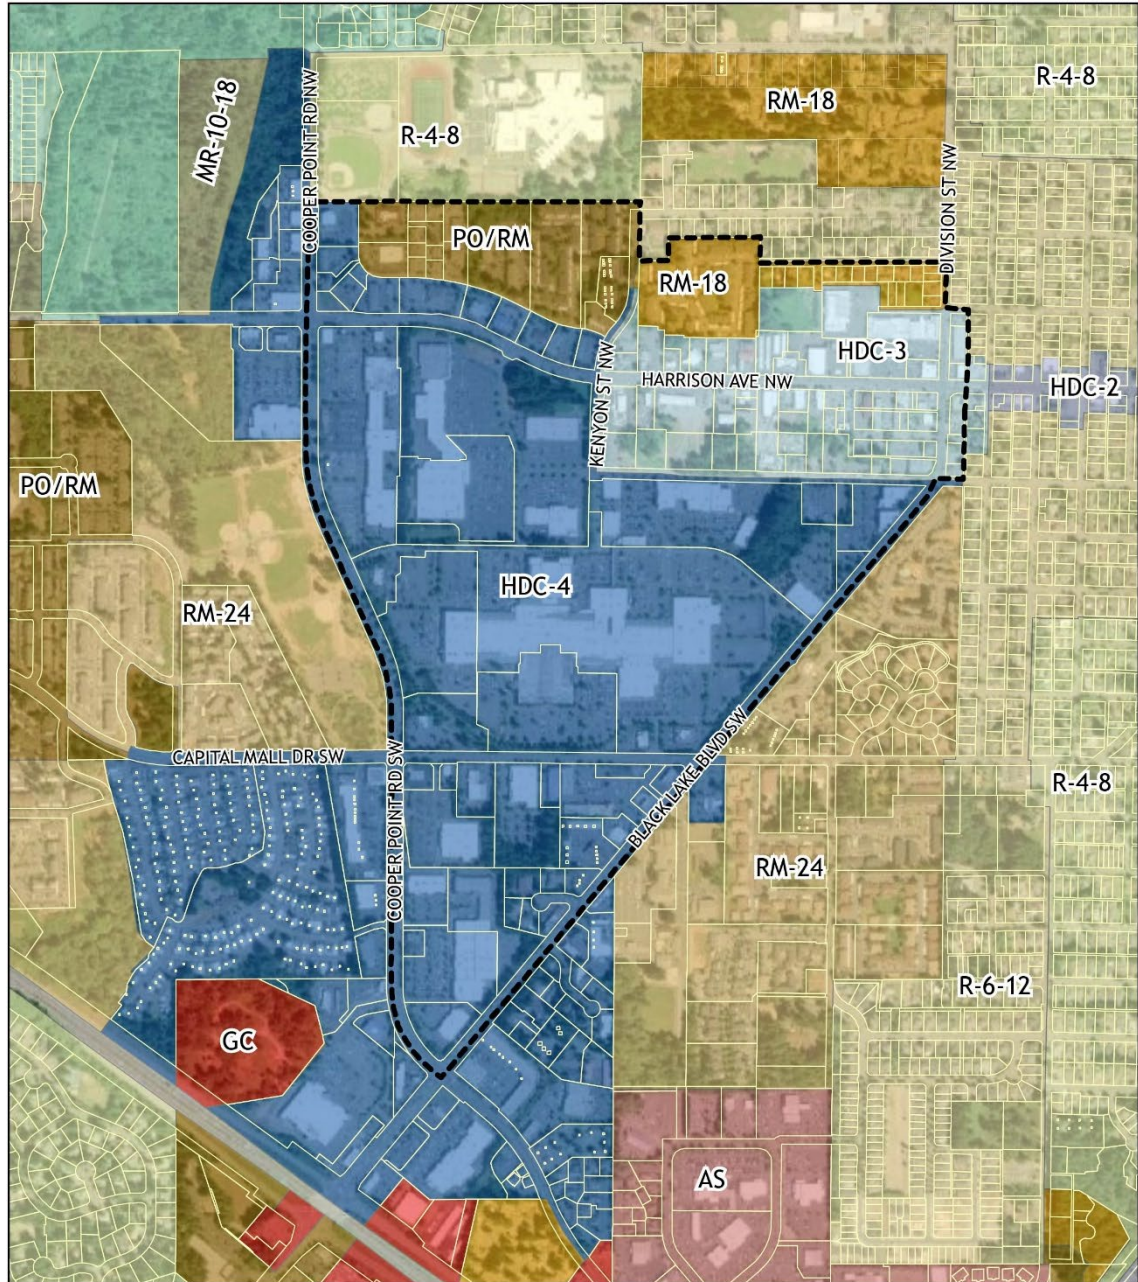 R-4-8
RM-18
R-4-8
MR-10-18
COOPER POINT RD NW
DIVISION ST NW
PO/RM
RM-18
HDC-3
HARRISON AVE NW
HDC-2
KENYON ST NW
PO/RM
HDC-4
RM-24
CAPITAL MALL DR SW
BLACK LAKE BLVD SW
R-4-8
COOPER POINT RD SW
RM-24
R-6-12
GC
AS